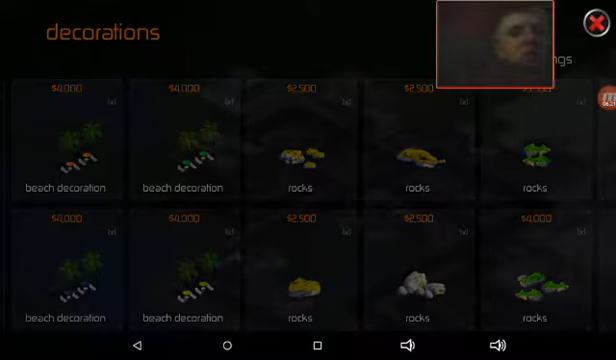 decorations
$4,000 $4,000 $2,500 $2,500
beach decoration beach decoration rocks rocks rocks
$4,000 $4,000 $2,500 $2,500 $4,000
beach decoration beach decoration rocks rocks rocks